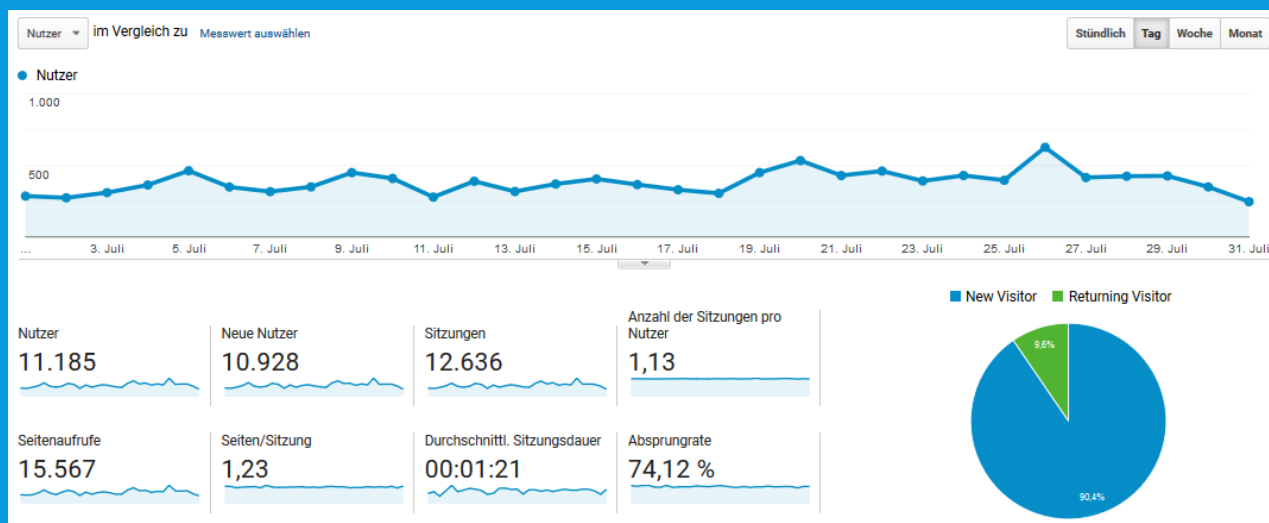 Nutzer im Vergleich zu Messwert auswählen Stündlich Tag Woche Monat
Nutzer
1.000
500
... 3. Juli 5. Juli 7. Juli 9. Juli 11. Juli 13. Juli 15. Juli 17. Juli 19. Juli 21. Juli 23. Juli 25. Juli 27. Juli 29. Juli 31. Juli
New Visitor Returning Visitor
Nutzer
11.185
Neue Nutzer
10.928
Sitzungen
12.636
Anzahl der Sitzungen pro
Nutzer
1,13
Seitenaufrufe
15.567
Seiten/Sitzung
1,23
Durchschnittl. Sitzungsdauer
00:01:21
Absprungrate
74,12 %
9,6%
90,4%